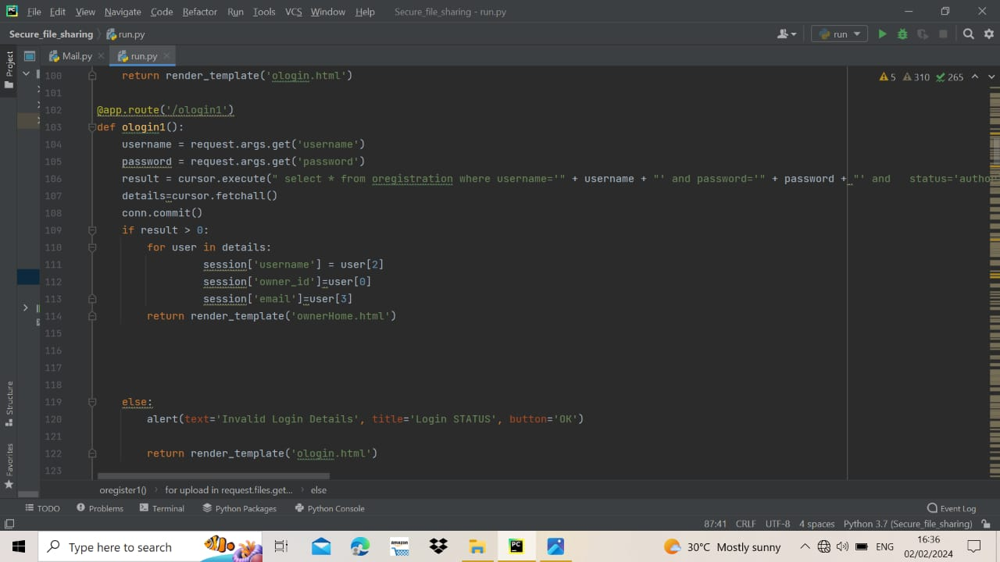 File Edit View Navigate Code Refactor Run Tools VCS Window Help Secure_file_sharing - run.py
Secure_file_sharing run.py run
Project
Mail.py run.py
5 310 265
100 return render_template('ologin.html')
101
102 @app.route('/ologin1')
103 def ologin1():
104 username = request.args.get('username')
105 password = request.args.get('password')
106 result = cursor.execute(" select * from oregistration where username='" + username + "' and password='" + password + "' and status='autho
107 details=cursor.fetchall()
108 conn.commit()
109 if result > 0:
110 for user in details:
111 session['username'] = user[2]
112 session['owner_id']=user[0]
113 session['email']=user[3]
114 return render_template('ownerHome.html')
115
116
117
118
119 else:
120 alert(text='Invalid Login Details', title='Login STATUS', button='OK')
121
122 return render_template('ologin.html')
123
Structure
Favorites
oregister1() for upload in request.files.get... else
TODO Problems Terminal Python Packages Python Console Event Log
87:41 CRLF UTF-8 4 spaces Python 3.7 (Secure_file_sharing)
Type here to search amazon PC 30°C Mostly sunny ENG 16:36
02/02/2024